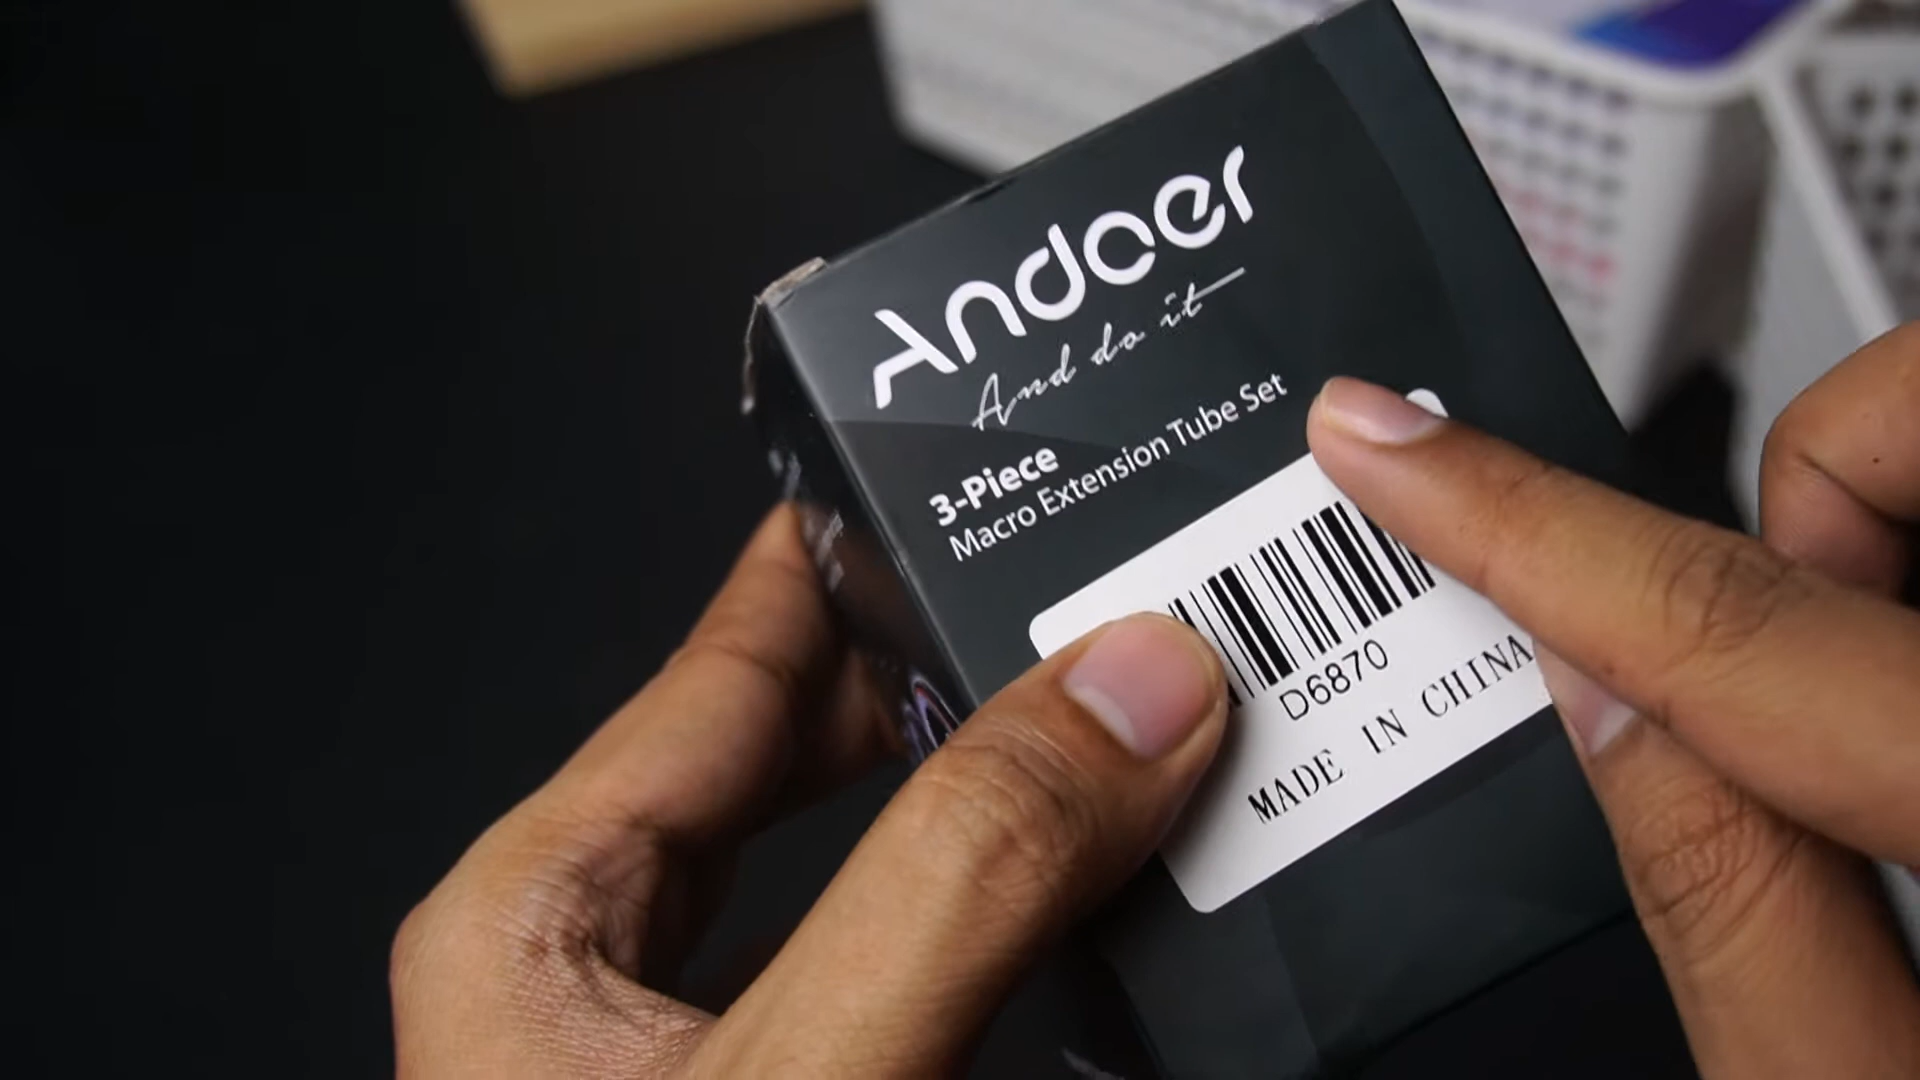 Andoer
And do it
3-Piece
Macro Extension Tube Set
D6870
MADE IN CHINA